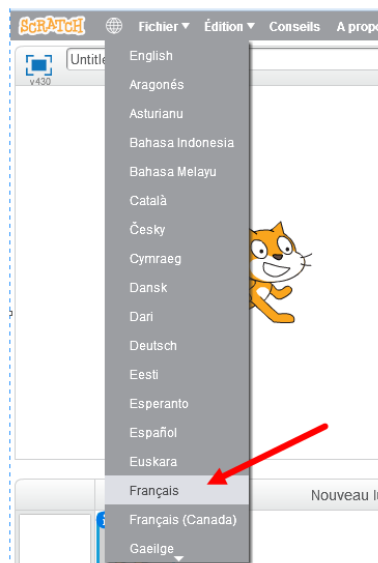 SCRATCH Fichier Édition Conseils A propo
Untitle
v430
English
Aragonés
Asturianu
Bahasa Indonesia
Bahasa Melayu
Català
Česky
Cymraeg
Dansk
Dari
Deutsch
Eesti
Esperanto
Español
Euskara
Français
Nouveau lu
Français (Canada)
Gaeilge